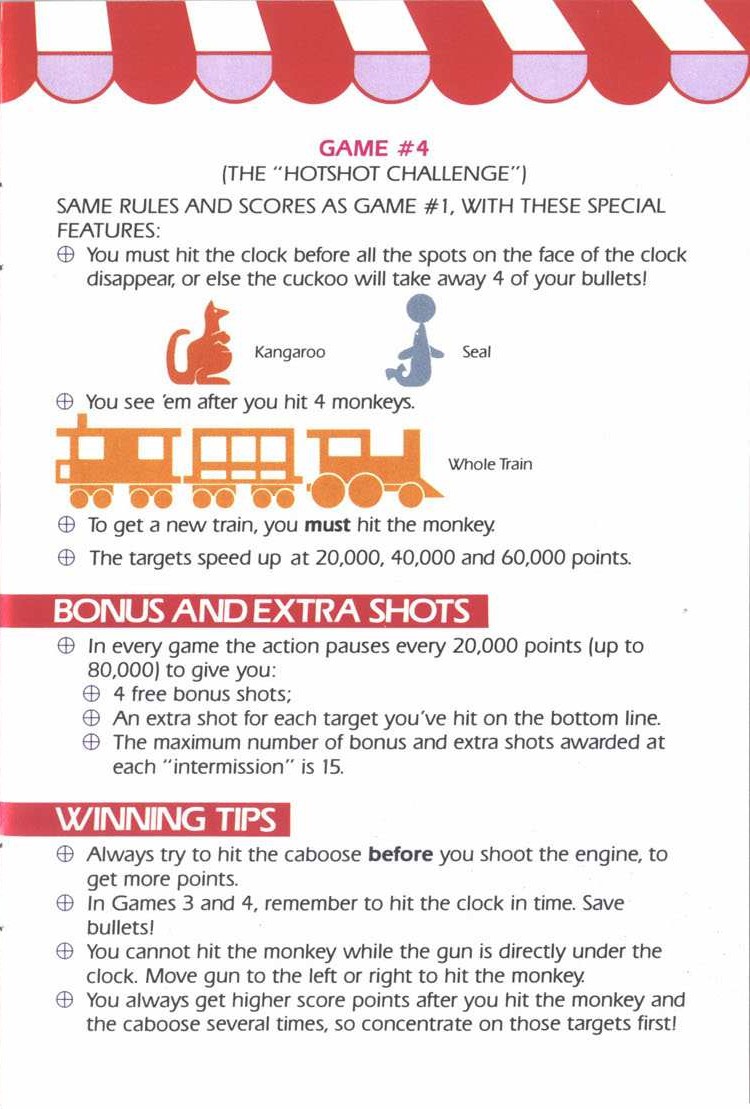 GAME #4
(THE "HOTSHOT CHALLENGE")
SAME RULES AND SCORES AS GAME #1, WITH THESE SPECIAL
FEATURES:
⊕ You must hit the clock before all the spots on the face of the clock
disappear, or else the cuckoo will take away 4 of your bullets!
Kangaroo
Seal
⊕ You see 'em after you hit 4 monkeys.
Whole Train
⊕ To get a new train, you must hit the monkey.
⊕ The targets speed up at 20,000, 40,000 and 60,000 points.
BONUS AND EXTRA SHOTS
⊕ In every game the action pauses every 20,000 points (up to
80,000) to give you:
⊕ 4 free bonus shots;
⊕ An extra shot for each target you've hit on the bottom line.
⊕ The maximum number of bonus and extra shots awarded at
each "intermission" is 15.
WINNING TIPS
⊕ Always try to hit the caboose before you shoot the engine, to
get more points.
⊕ In Games 3 and 4, remember to hit the clock in time. Save
bullets!
⊕ You cannot hit the monkey while the gun is directly under the
clock. Move gun to the left or right to hit the monkey.
⊕ You always get higher score points after you hit the monkey and
the caboose several times, so concentrate on those targets first!